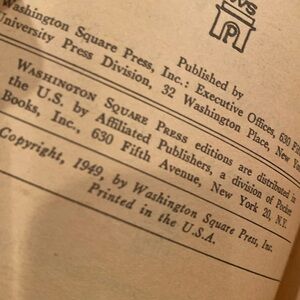 WS
P
Published by
Washington Square Press, Inc.: Executive Offices, 630 Fif
University Press Division, 32 Washington Place, New York
WASHINGTON SQUARE PRESS editions are distributed in
the U.S. by Affiliated Publishers, a division of Pocket
Books, Inc., 630 Fifth Avenue, New York 20, N.Y.
Copyright, 1949, by Washington Square Press, Inc.
Printed in the U.S.A.